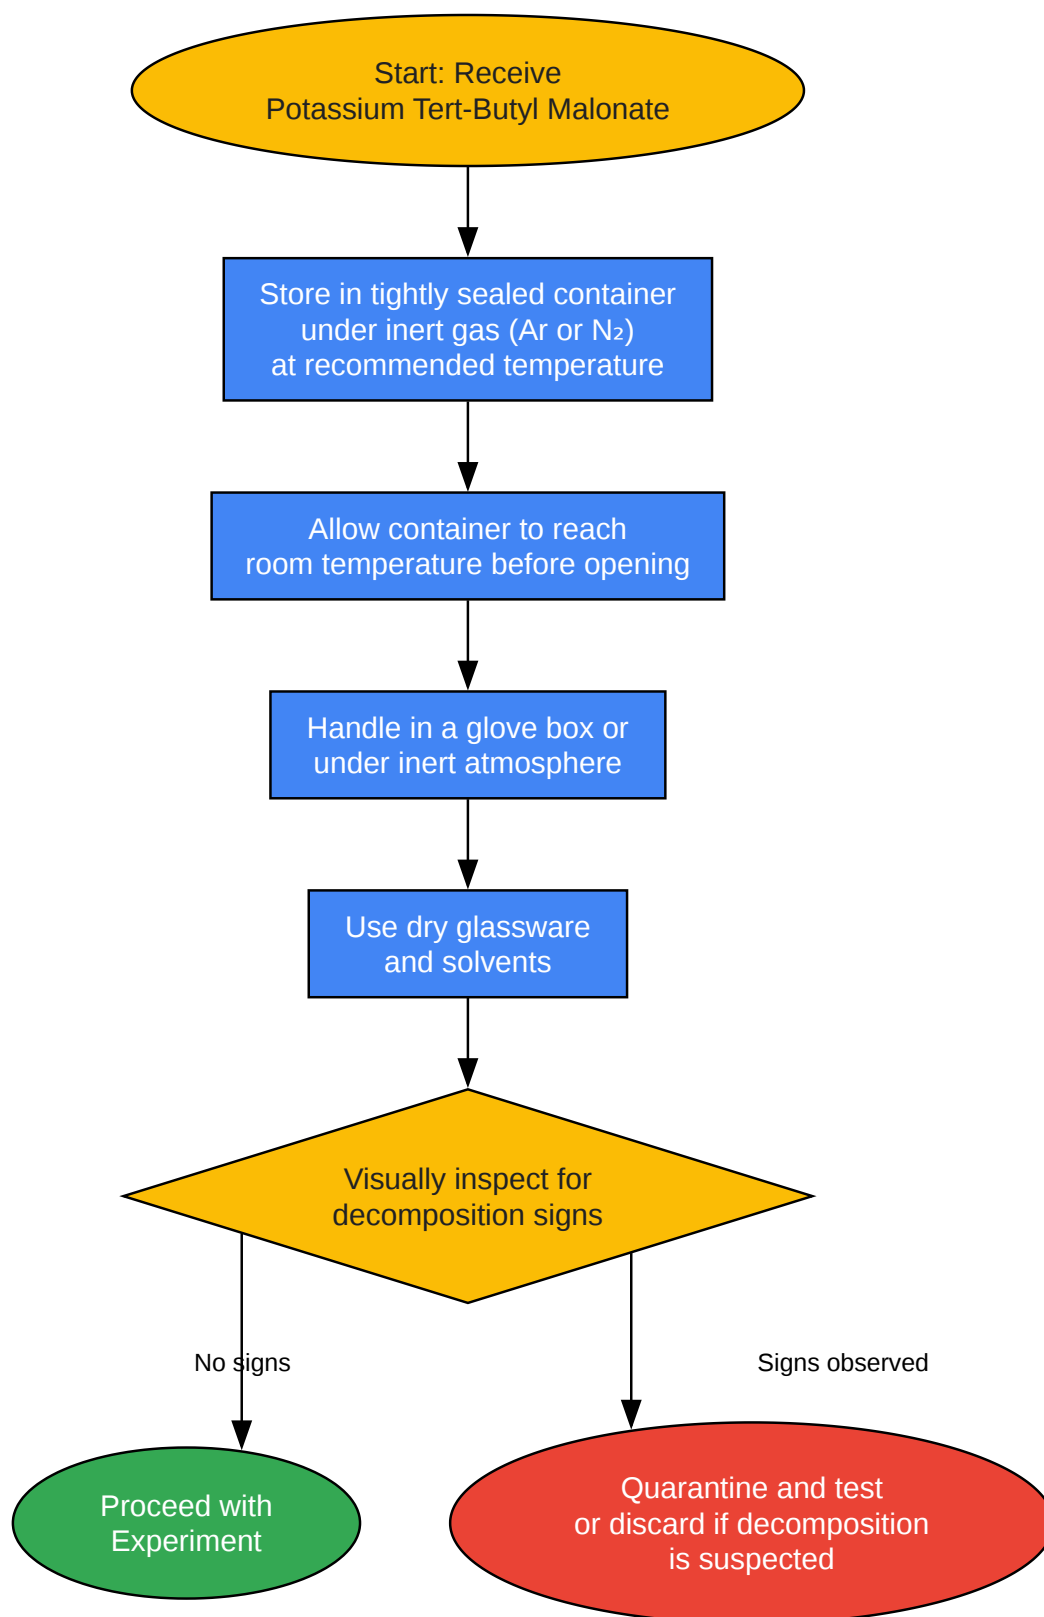 Start: Receive
Potassium Tert-Butyl Malonate
Store in tightly sealed container
under inert gas (Ar or N₂)
at recommended temperature
Allow container to reach
room temperature before opening
Handle in a glove box or
under inert atmosphere
Use dry glassware
and solvents
Visually inspect for
decomposition signs
No signs
Signs observed
Proceed with
Experiment
Quarantine and test
or discard if decomposition
is suspected